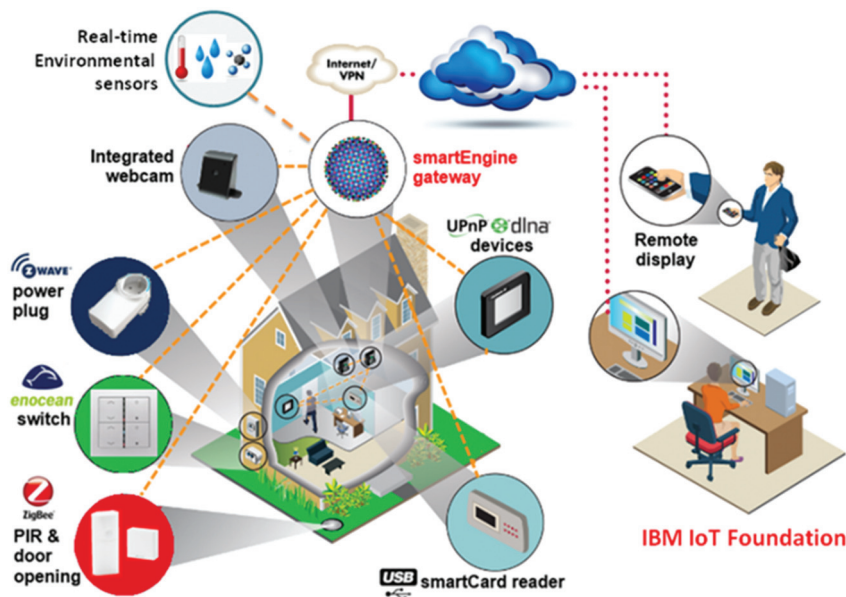 Real-time
Environmental
sensors
Internet/
VPN
Integrated
webcam
smartEngine
gateway
UPnP dlna
devices
Remote
display
Z WAVE
power
plug
enocean
switch
ZigBee
PIR &
door
opening
USB smartCard reader
IBM IoT Foundation